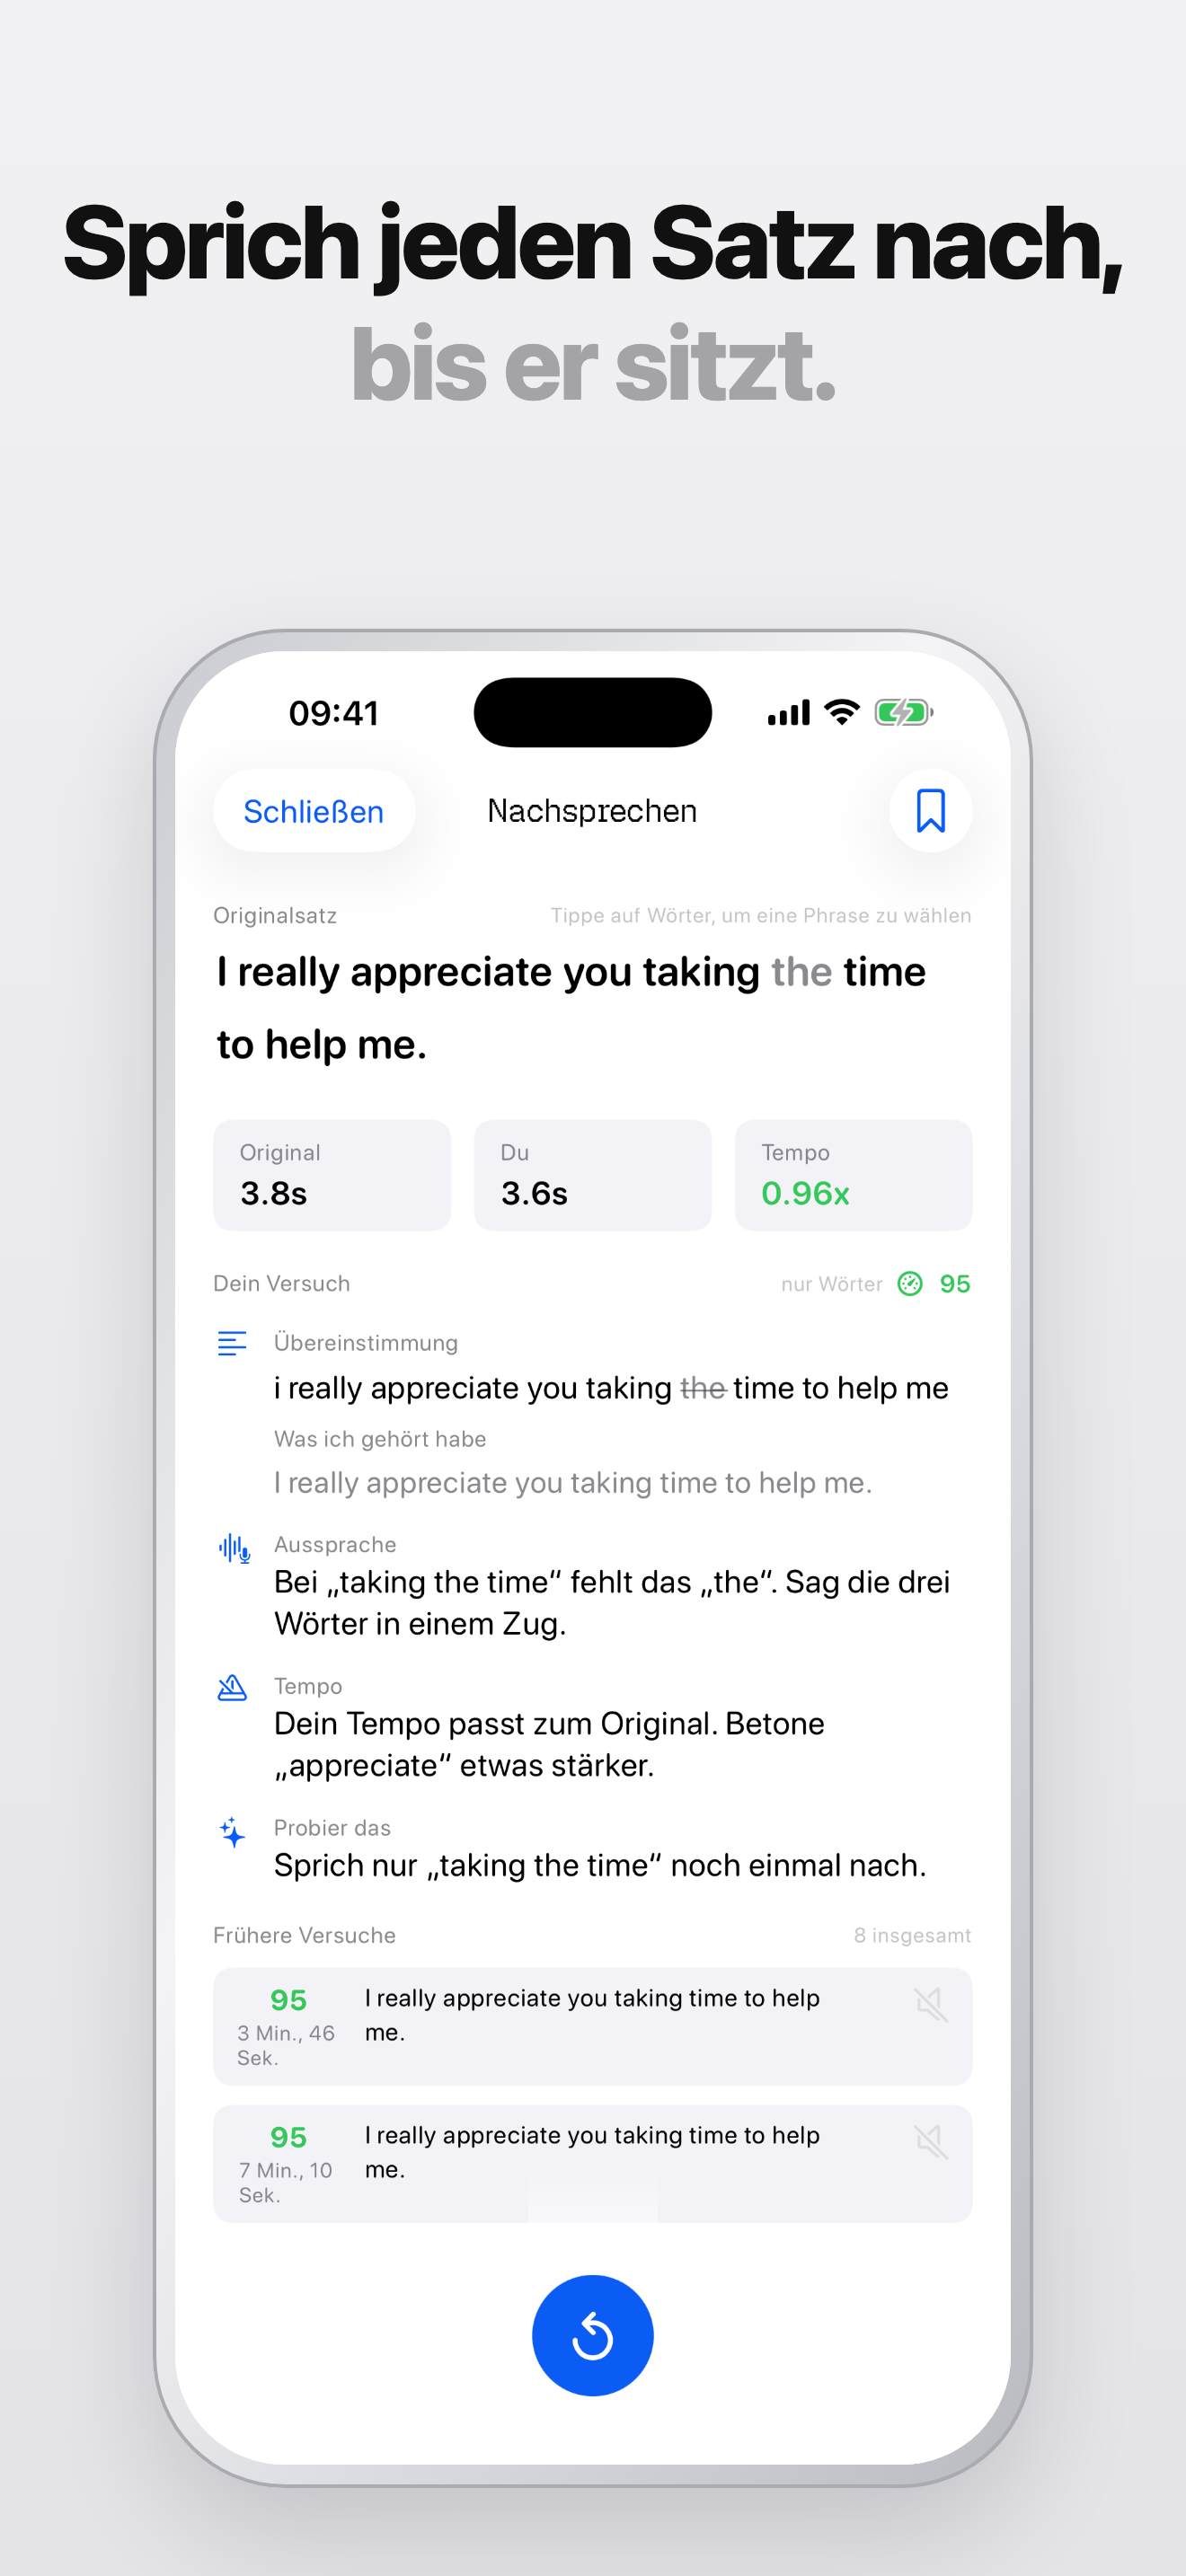 Sprich jeden Satz nach,
bis er sitzt.
09:41
Schließen
Nachsprechen
Originalsatz
Tippe auf Wörter, um eine Phrase zu wählen
I really appreciate you taking the time
to help me.
Original
3.8s
Du
3.6s
Tempo
0.96x
Dein Versuch
nur Wörter 95
Übereinstimmung
i really appreciate you taking the time to help me
Was ich gehört habe
I really appreciate you taking time to help me.
Aussprache
Bei „taking the time“ fehlt das „the“. Sag die drei
Wörter in einem Zug.
Tempo
Dein Tempo passt zum Original. Betone
„appreciate“ etwas stärker.
Probier das
Sprich nur „taking the time“ noch einmal nach.
Frühere Versuche
8 insgesamt
95
3 Min., 46
Sek.
I really appreciate you taking time to help
me.
95
7 Min., 10
Sek.
I really appreciate you taking time to help
me.